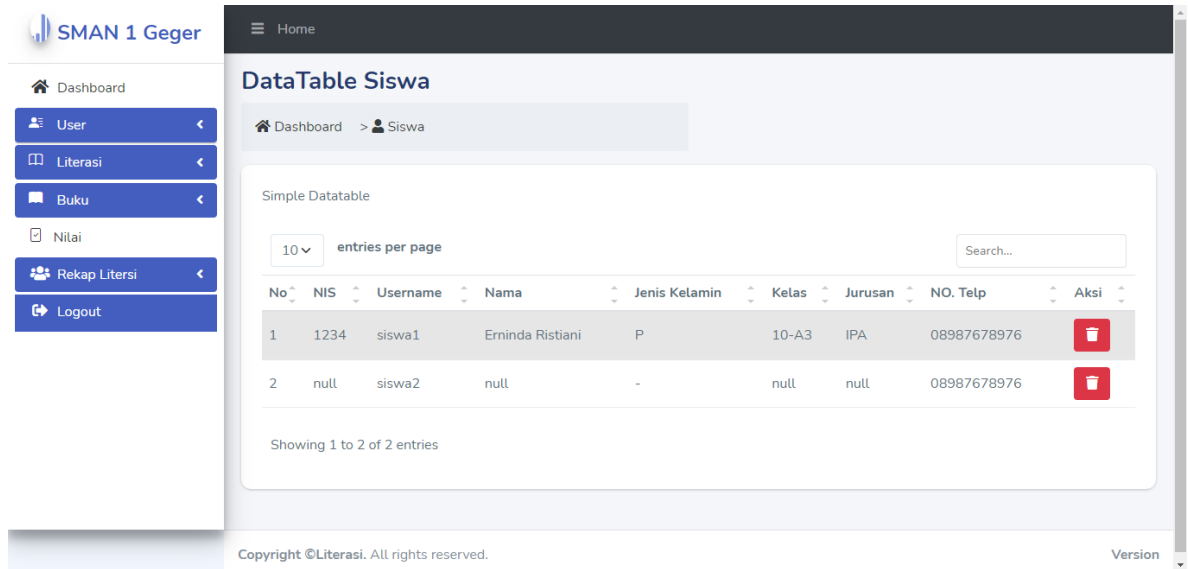 SMAN 1 Geger
Home
Dashboard
User
Literasi
Buku
Nilai
Rekap Litersi
Logout
DataTable Siswa
Dashboard > Siswa
Simple Datatable
10 entries per page
Search...
No NIS Username Nama Jenis Kelamin Kelas Jurusan NO. Telp Aksi
1 1234 siswa1 Erninda Ristiani P 10-A3 IPA 08987678976
2 null siswa2 null - null null 08987678976
Showing 1 to 2 of 2 entries
Copyright ©Literasi. All rights reserved. Version